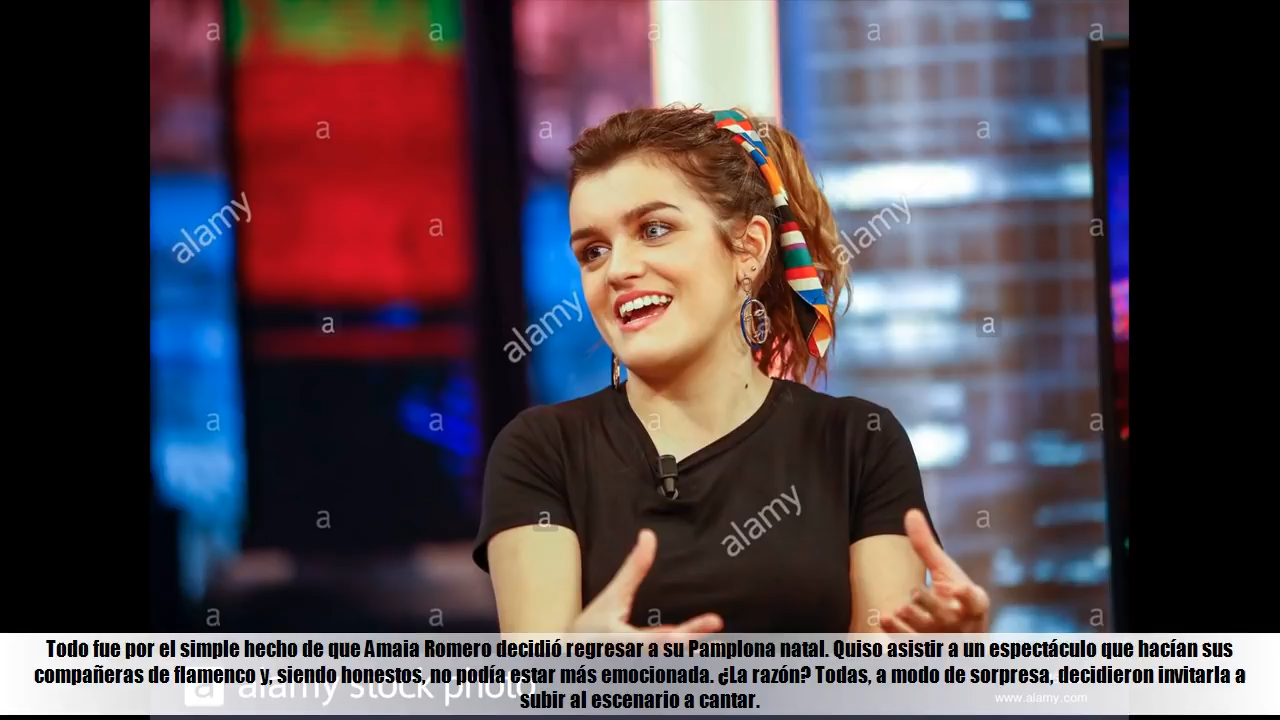 alamy
alamy
alamy
alamy
Todo fue por el simple hecho de que Amaia Romero decidió regresar a su Pamplona natal. Quiso asistir a un espectáculo que hacían sus
compañeras de flamenco y, siendo honestos, no podía estar más emocionada. ¿La razón? Todas, a modo de sorpresa, decidieron invitarla a
subir al escenario a cantar.
a alamy stock photo
www.alamy.com